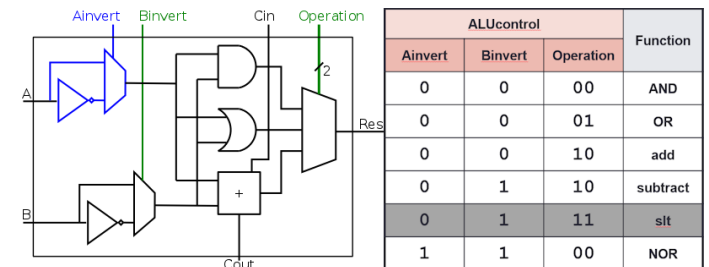 Ainvert Binvert Cin Operation
2
A
Res
+
B
Cout
ALUcontrol Function
Ainvert Binvert Operation
0 0 00 AND
0 0 01 OR
0 0 10 add
0 1 10 subtract
0 1 11 slt
1 1 00 NOR